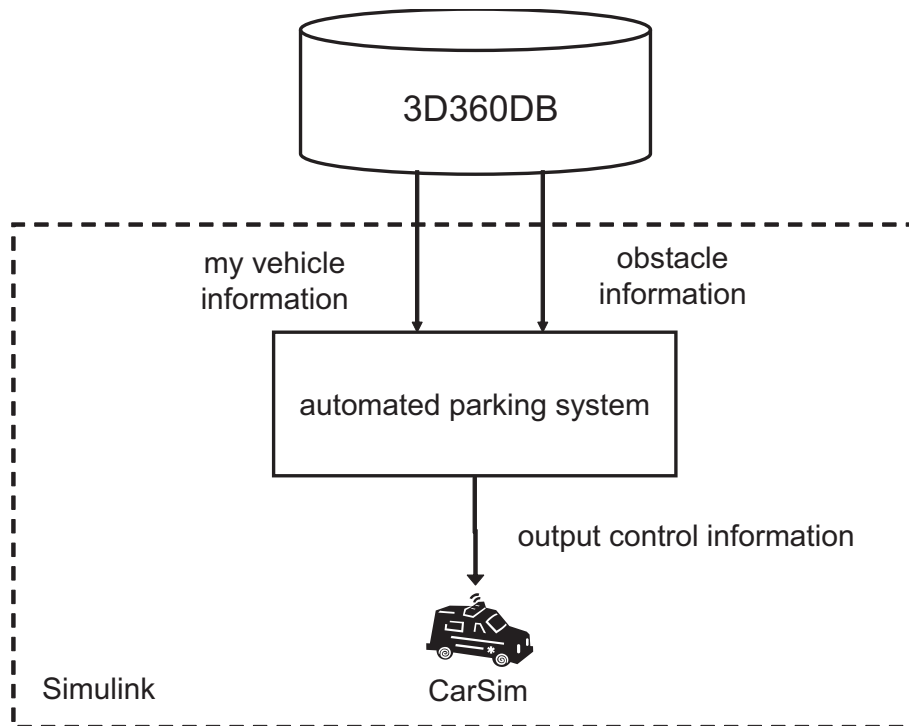 3D360DB
my vehicle
information
obstacle
information
automated parking system
output control information
CarSim
Simulink